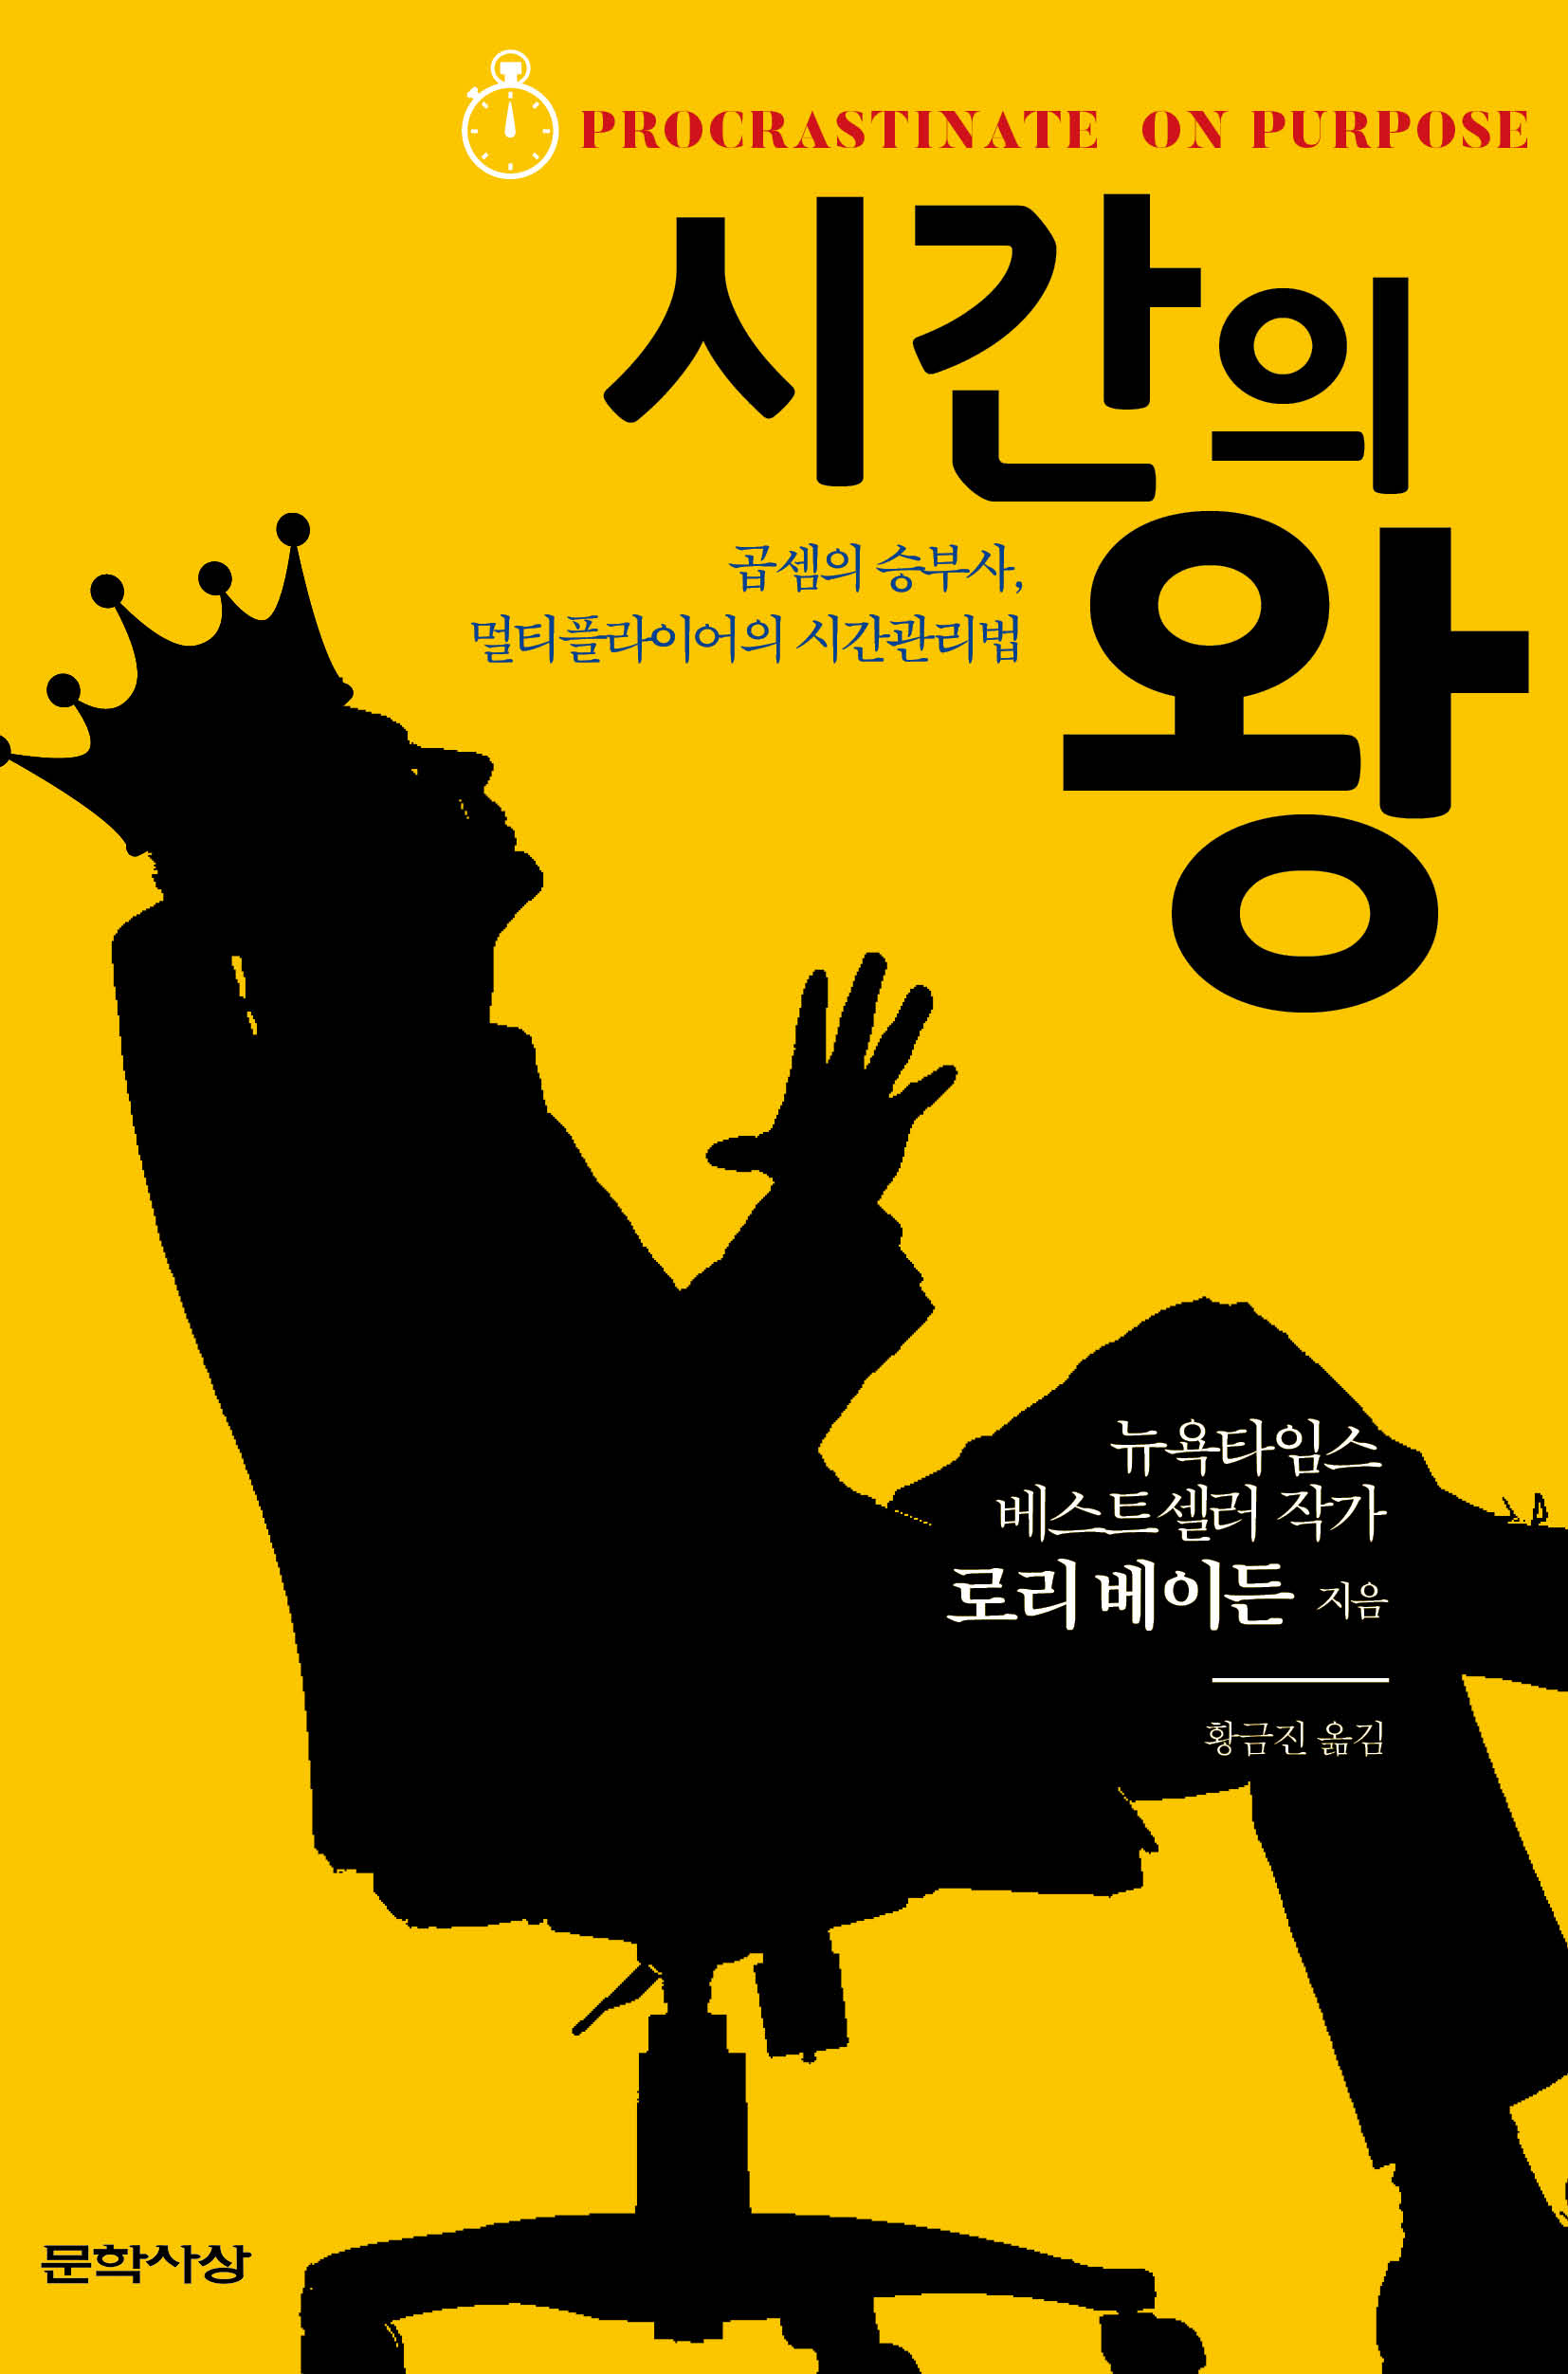 PROCRASTINATE ON PURPOSE
시간의
왕
곱셈의 승부사,
멀티플라이어의 시간관리법
뉴욕타임스
베스트셀러 작가
로리 베이든 지음
황금진 옮김
문학사상